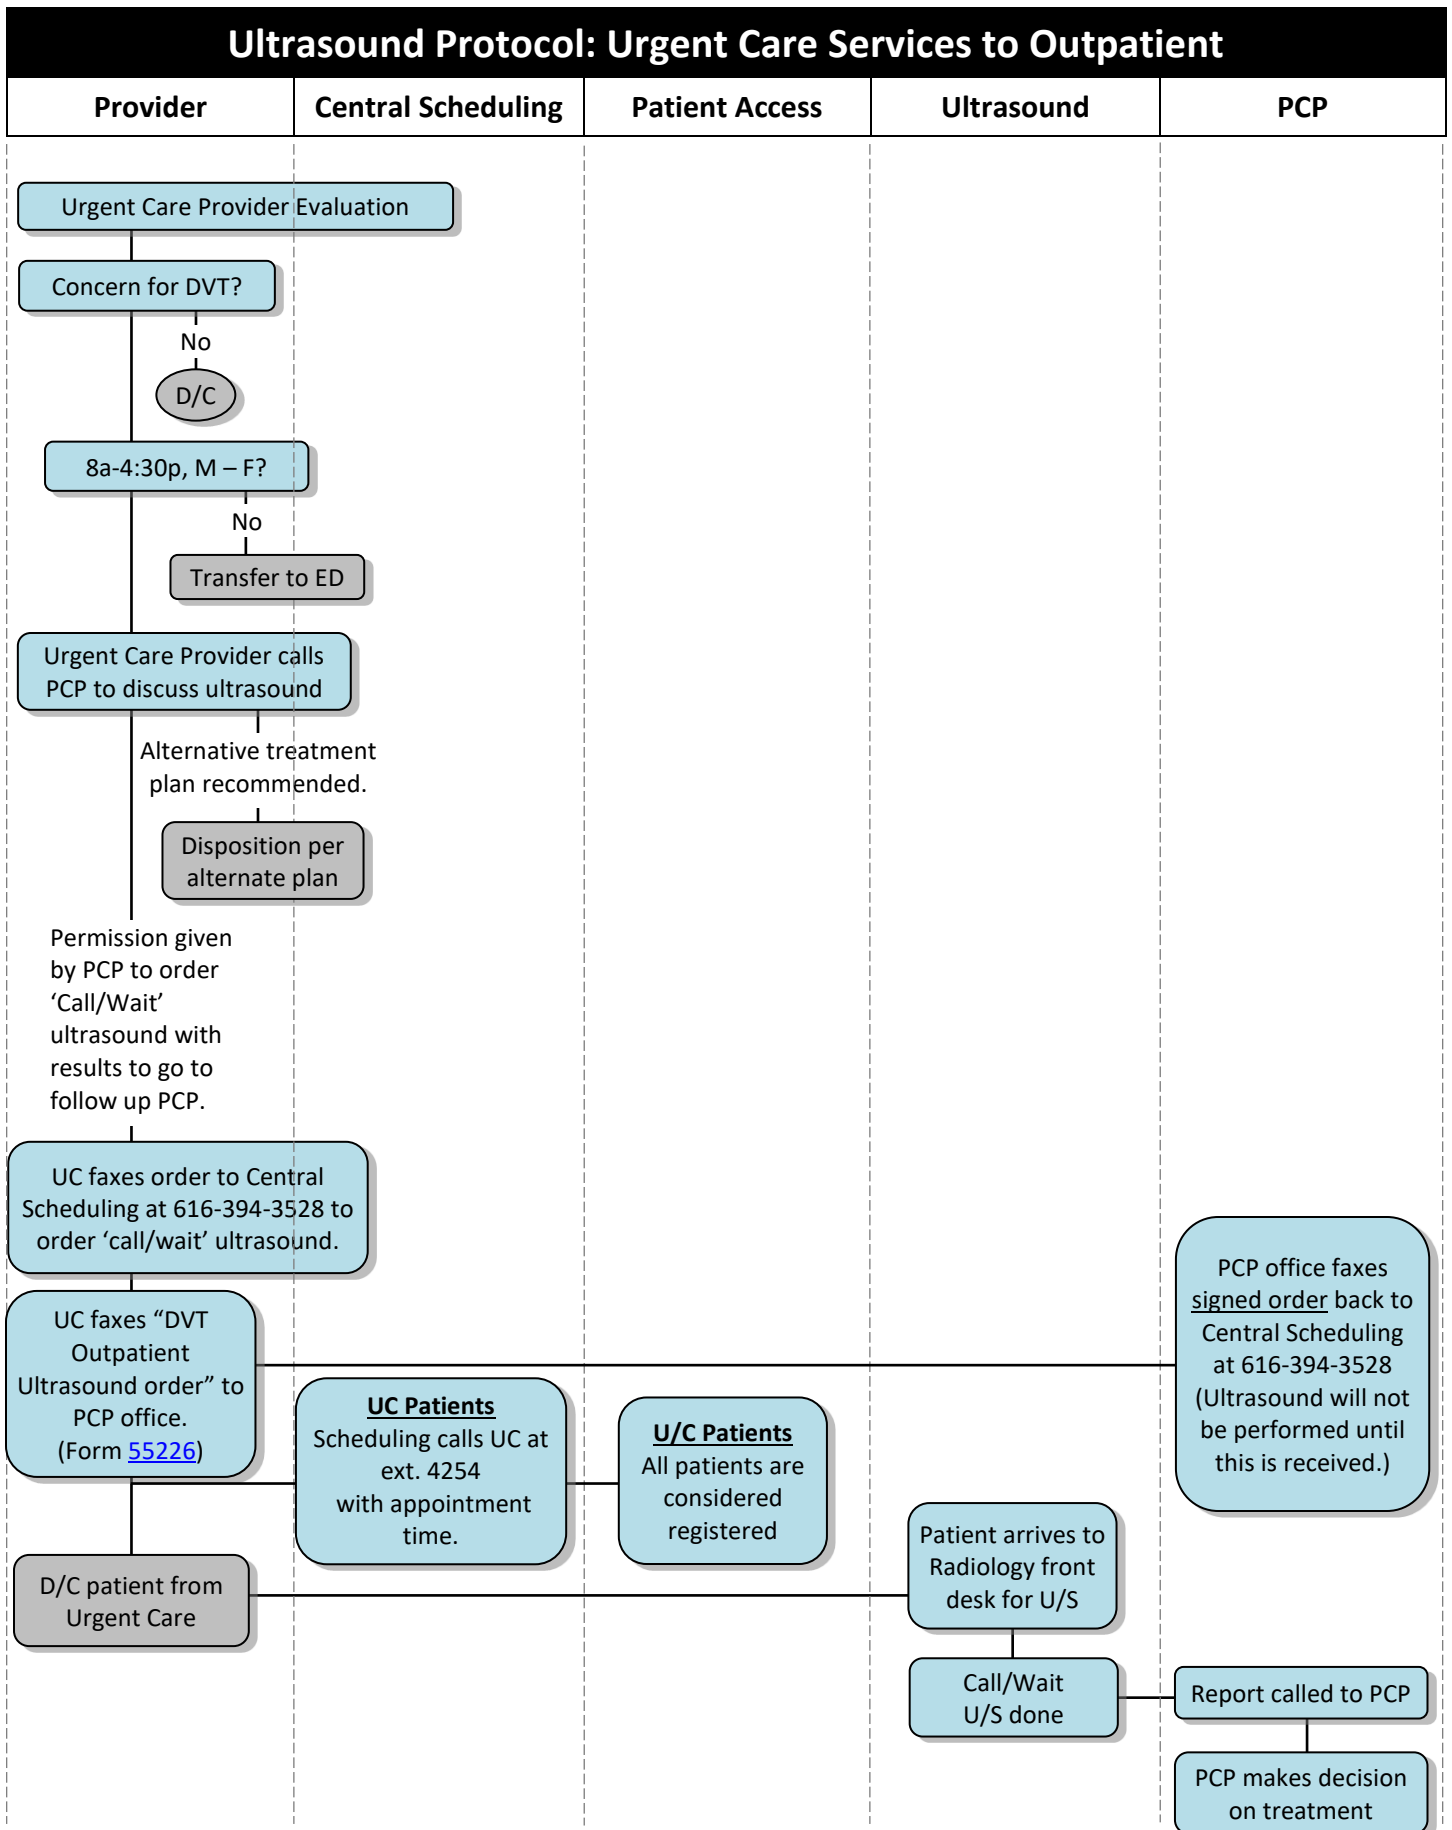 Ultrasound Protocol: Urgent Care Services to Outpatient
Provider
Central Scheduling
Patient Access
Ultrasound
PCP
Urgent Care Provider Evaluation
Concern for DVT?
No
D/C
8a-4:30p, M – F?
No
Transfer to ED
Urgent Care Provider calls
PCP to discuss ultrasound
Alternative treatment
plan recommended.
Disposition per
alternate plan
Permission given
by PCP to order
‘Call/Wait’
ultrasound with
results to go to
follow up PCP.
UC faxes order to Central
Scheduling at 616-394-3528 to
order ‘call/wait’ ultrasound.
UC faxes “DVT
Outpatient
Ultrasound order” to
PCP office.
(Form 55226)
PCP office faxes
signed order back to
Central Scheduling
at 616-394-3528
(Ultrasound will not
be performed until
this is received.)
UC Patients
Scheduling calls UC at
ext. 4254
with appointment
time.
U/C Patients
All patients are
considered
registered
D/C patient from
Urgent Care
Patient arrives to
Radiology front
desk for U/S
Call/Wait
U/S done
Report called to PCP
PCP makes decision
on treatment